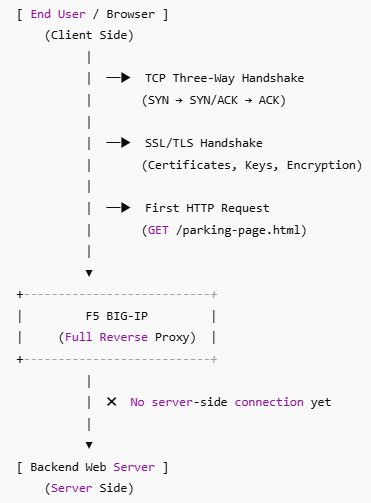 [ End User / Browser ]
(Client Side)
|
| ──► TCP Three-Way Handshake
| (SYN → SYN/ACK → ACK)
|
| ──► SSL/TLS Handshake
| (Certificates, Keys, Encryption)
|
| ──► First HTTP Request
| (GET /parking-page.html)
|
▼
+--------------------------+
| F5 BIG-IP |
| (Full Reverse Proxy) |
+--------------------------+
|
| ✕ No server-side connection yet
|
▼
[ Backend Web Server ]
(Server Side)